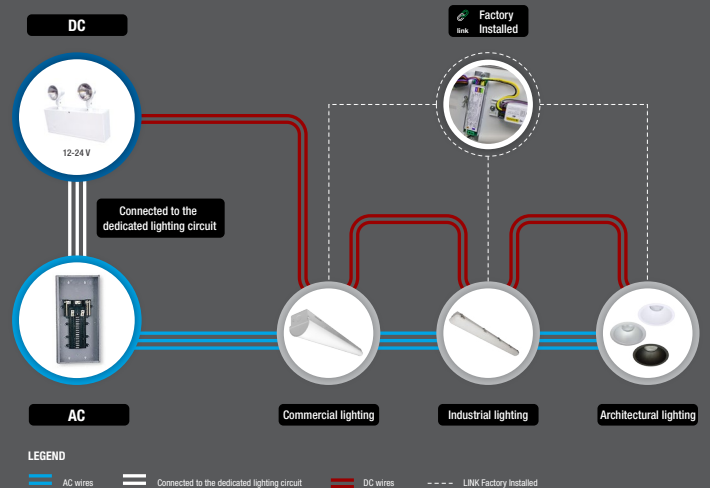 DC
link
Factory
Installed
12-24 V
Connected to the
dedicated lighting circuit
AC
Commercial lighting
Industrial lighting
Architectural lighting
LEGEND
AC wires
Connected to the dedicated lighting circuit
DC wires
LINK Factory Installed